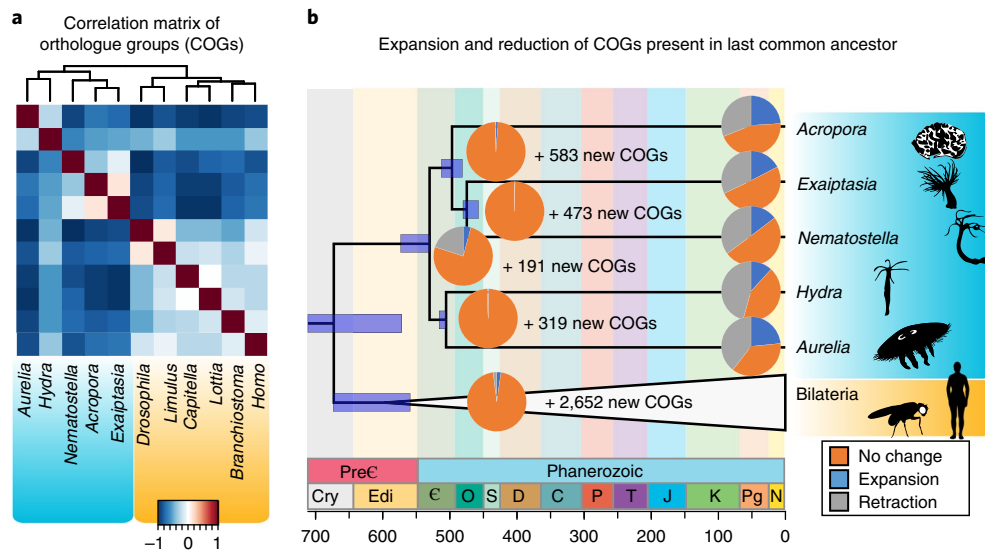 a
Correlation matrix of
orthologue groups (COGs)
Aurelia
Hydra
Nematostella
Acropora
Exaiptasia
Drosophila
Limulus
Capitella
Lottia
Branchiostoma
Homo
−1 0 1
b
Expansion and reduction of COGs present in last common ancestor
+ 583 new COGs
+ 473 new COGs
+ 191 new COGs
+ 319 new COGs
+ 2,652 new COGs
Acropora
Exaiptasia
Nematostella
Hydra
Aurelia
Bilateria
No change
Expansion
Retraction
PreЄ Phanerozoic
Cry Edi Є O S D C P T J K Pg N
700 600 500 400 300 200 100 0